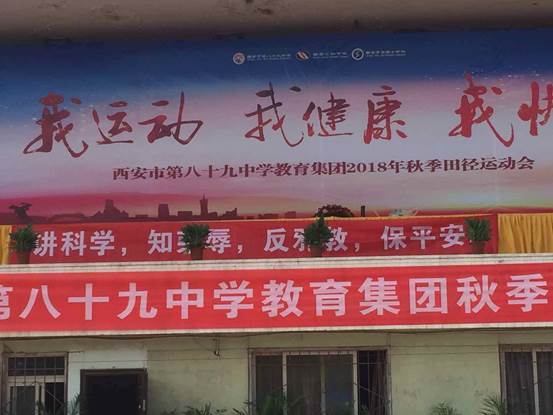 我运动 我健康 我快
西安市第八十九中学教育集团2018年秋季田径运动会
讲科学，知荣辱，反邪教，保平安
第八十九中学教育集团秋季